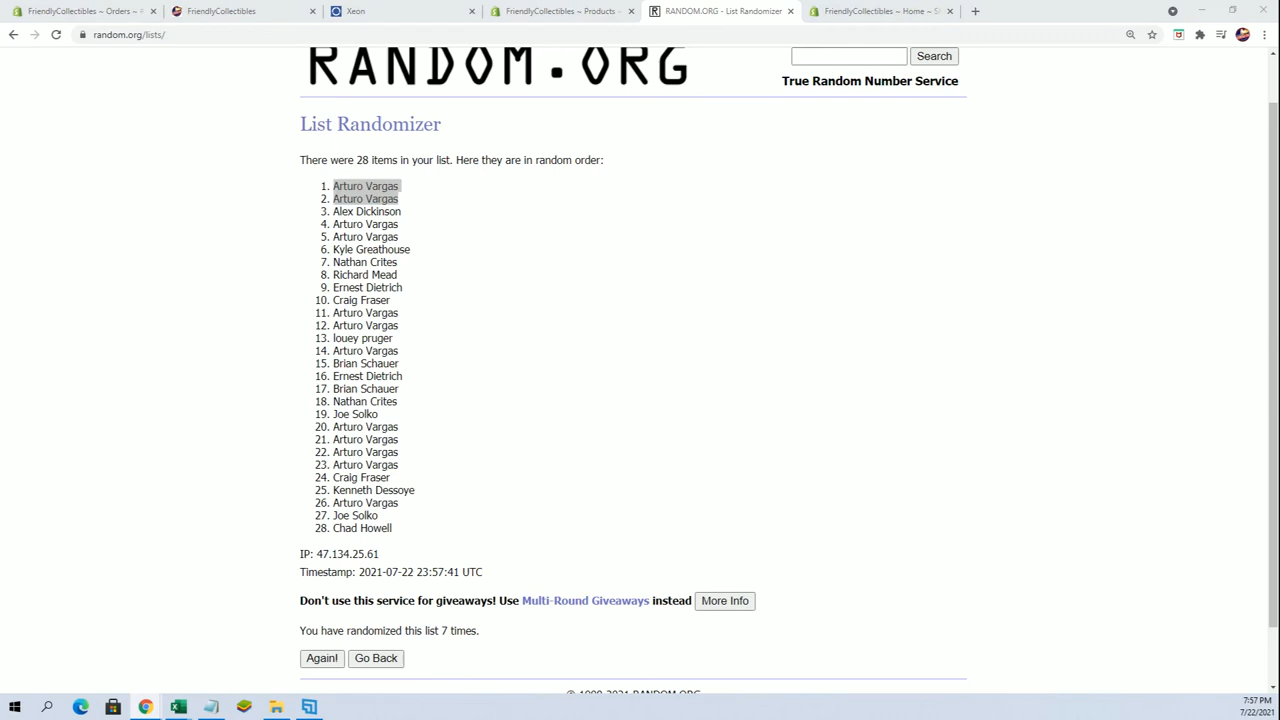 FriendlyCollectibles ~ Orders ~
FriendlyCollectibles
Xeon
FriendlyCollectibles ~ Products ~
RANDOM.ORG - List Randomizer
FriendlyCollectibles ~ Home ~
random.org/lists/
RANDOM.ORG
Search
True Random Number Service
List Randomizer
There were 28 items in your list. Here they are in random order:
1. Arturo Vargas
2. Arturo Vargas
3. Alex Dickinson
4. Arturo Vargas
5. Arturo Vargas
6. Kyle Greathouse
7. Nathan Crites
8. Richard Mead
9. Ernest Dietrich
10. Craig Fraser
11. Arturo Vargas
12. Arturo Vargas
13. louey pruger
14. Arturo Vargas
15. Brian Schauer
16. Ernest Dietrich
17. Brian Schauer
18. Nathan Crites
19. Joe Solko
20. Arturo Vargas
21. Arturo Vargas
22. Arturo Vargas
23. Arturo Vargas
24. Craig Fraser
25. Kenneth Dessoye
26. Arturo Vargas
27. Joe Solko
28. Chad Howell
IP: 47.134.25.61
Timestamp: 2021-07-22 23:57:41 UTC
Don't use this service for giveaways! Use Multi-Round Giveaways instead More Info
You have randomized this list 7 times.
Again! Go Back
7:57 PM
7/22/2021